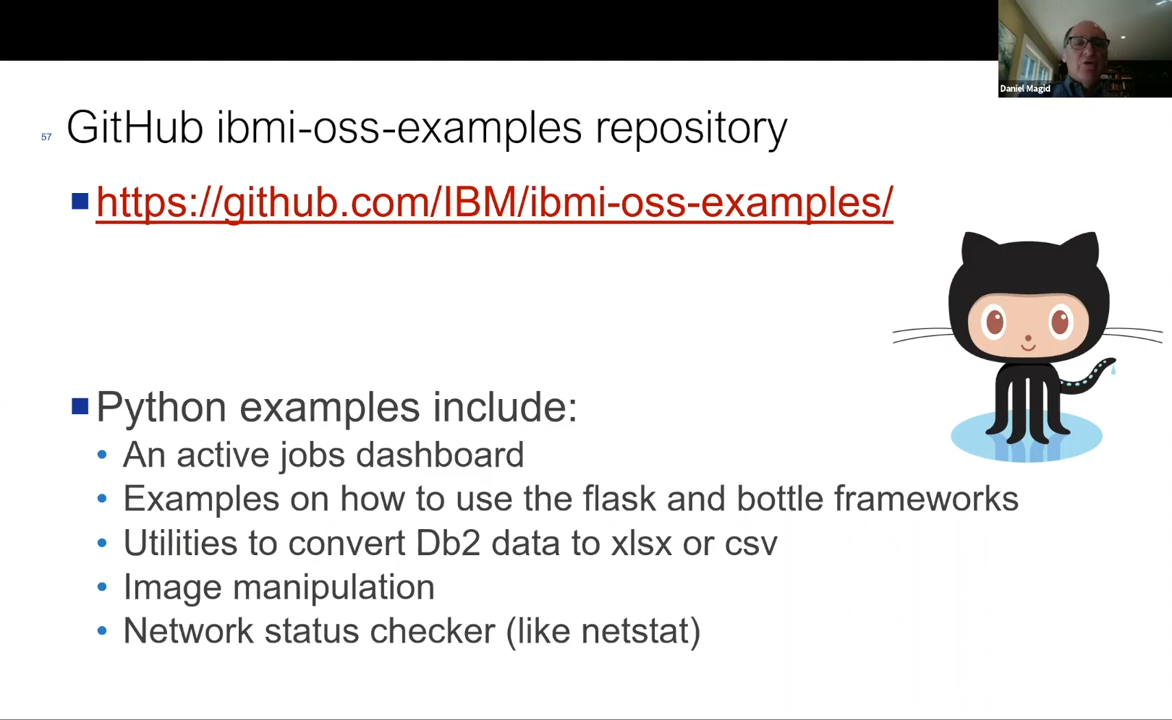 Daniel Magid
57
GitHub ibmi-oss-examples repository
https://github.com/IBM/ibmi-oss-examples/
Python examples include:
An active jobs dashboard
Examples on how to use the flask and bottle frameworks
Utilities to convert Db2 data to xlsx or csv
Image manipulation
Network status checker (like netstat)